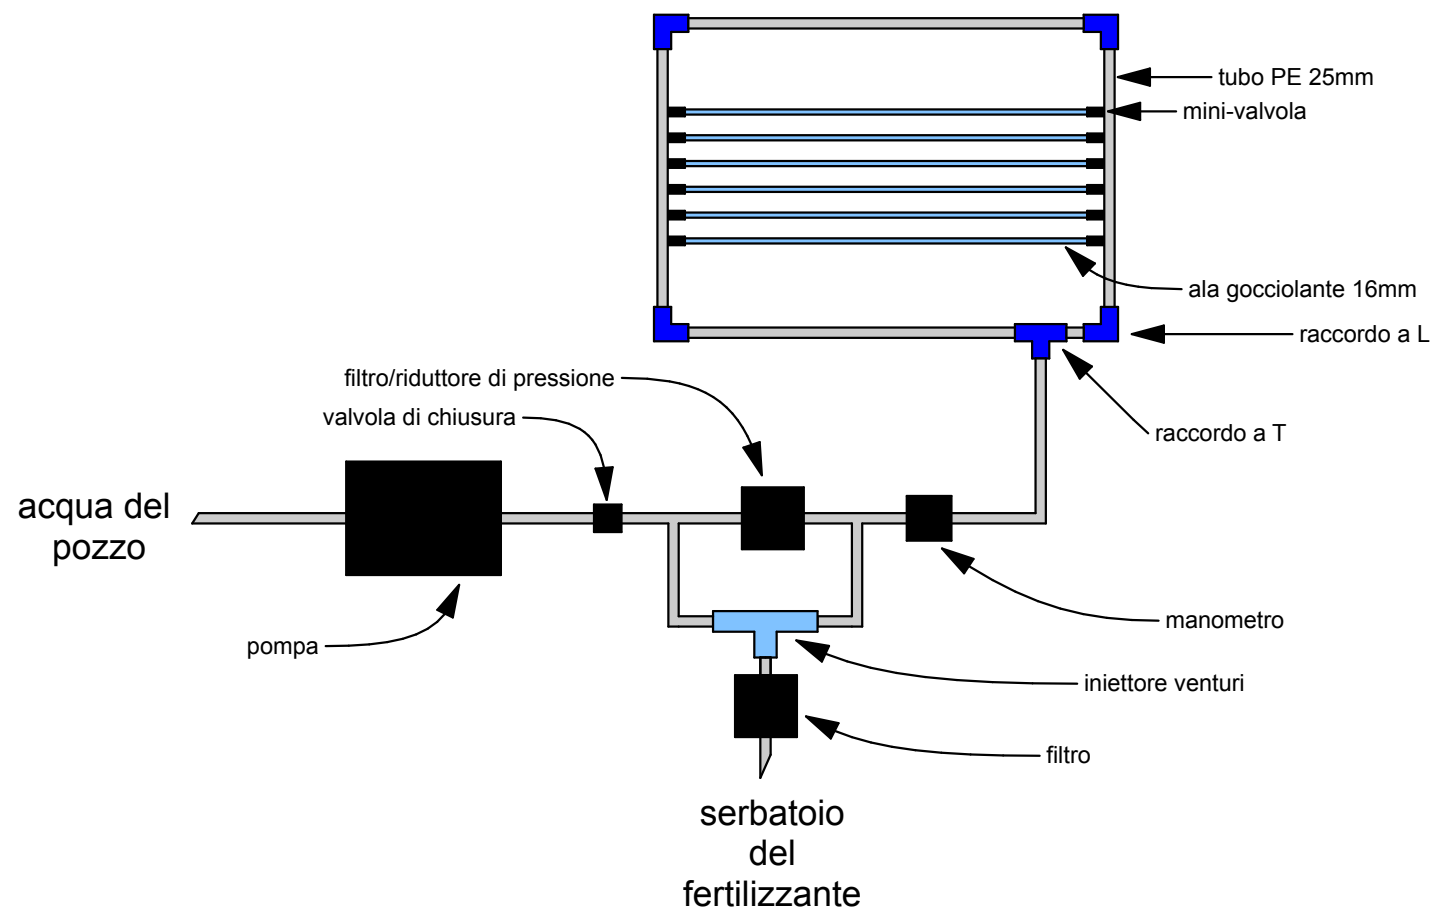 tubo PE 25mm
mini-valvola
ala gocciolante 16mm
raccordo a L
filtro/riduttore di pressione
valvola di chiusura
raccordo a T
acqua del
pozzo
manometro
pompa
iniettore venturi
filtro
serbatoio
del
fertilizzante